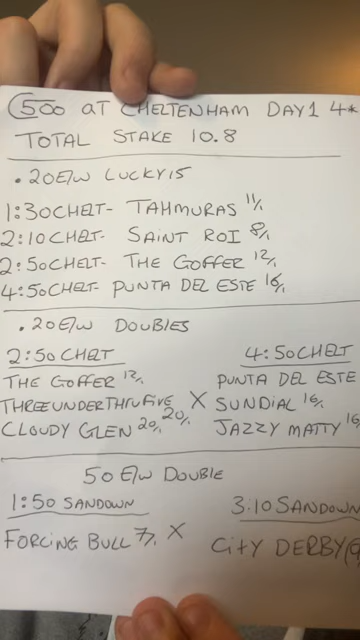 £500 AT CHELTENHAM DAY 1 4*
TOTAL STAKE 10.8
.20E/W LUCKY15
1:30CHELT- TAHMURAS 11/1
2:10CHELT- SAINT ROI 8/1
2:50CHELT- THE GOFFER 12/1
4:50CHELT- PUNTA DEL ESTE 16/1
.20 E/W DOUBLES
2:50 CHELT 4:50CHELT
THE GOFFER 12/1 PUNTA DEL ESTE
THREEUNDERTHRUFIVE 20/1 X SUNDIAL 16/1
CLOUDY GLEN 20/1 JAZZY MATTY 16/
50 E/W DOUBLE
1:50 SANDOWN 3:10 SANDOWN
FORCING BULL 7/1 X CITY DERBY